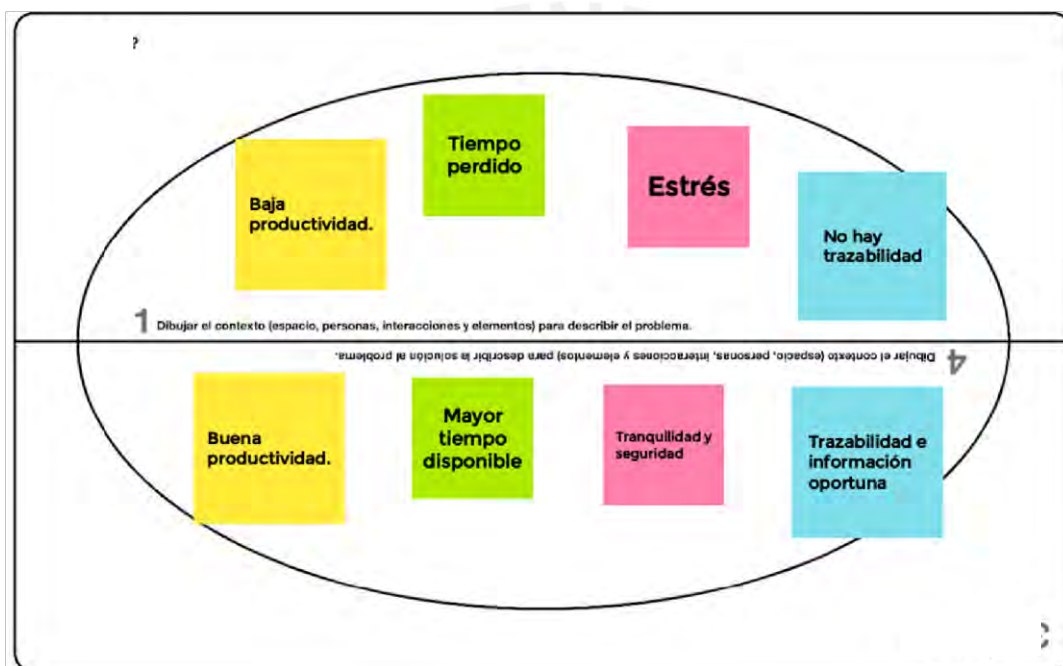 ?
Tiempo
perdido
Estrés
Baja
productividad.
No hay
trazabilidad
1 Dibujar el contexto (espacio, personas, interacciones y elementos) para describir el problema.
4 Dibujar el contexto (espacio, personas, interacciones y elementos) para describir la solución al problema.
Buena
productividad.
Mayor
tiempo
disponible
Tranquilidad y
seguridad
Trazabilidad e
información
oportuna